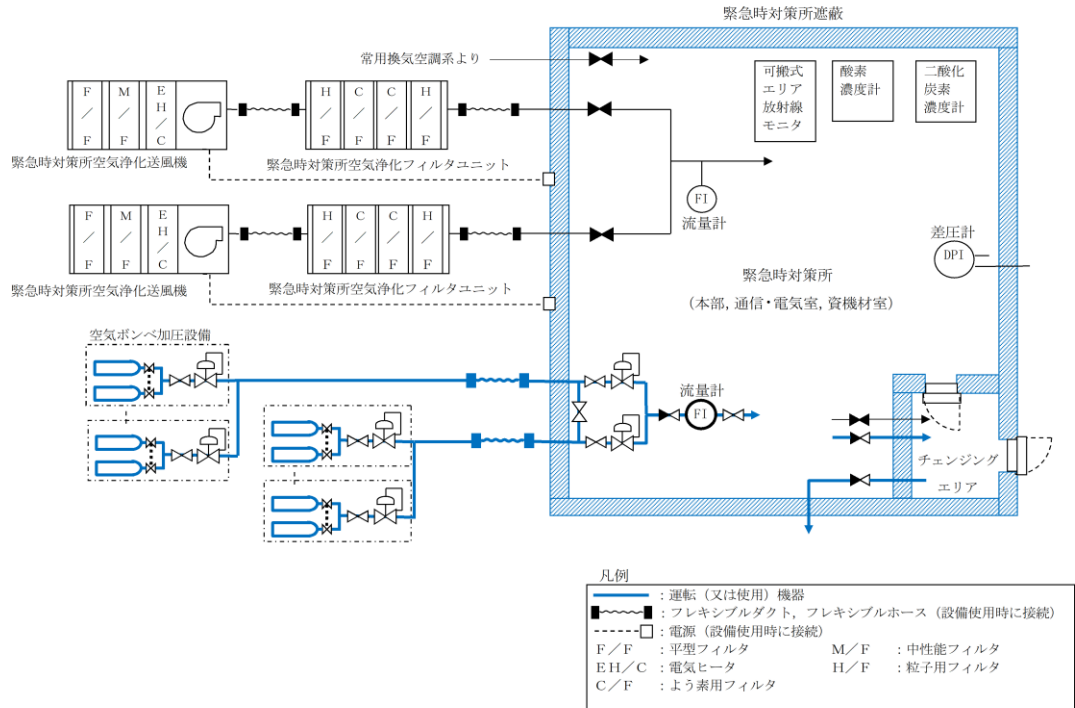 緊急時対策所遮蔽
常用換気空調系より
可搬式
エリア
放射線
モニタ
酸素
濃度計
二酸化
炭素
濃度計
F/F
M/F
EH/C
H/F
C/F
C/F
H/F
緊急時対策所空気浄化送風機
緊急時対策所空気浄化フィルタユニット
FI
流量計
F/F
M/F
EH/C
H/F
C/F
C/F
H/F
緊急時対策所空気浄化送風機
緊急時対策所空気浄化フィルタユニット
差圧計
DPI
緊急時対策所
(本部,通信・電気室,資機材室)
空気ボンベ加圧設備
流量計
FI
チェンジング
エリア
凡例
:運転(又は使用)機器
:フレキシブルダクト,フレキシブルホース(設備使用時に接続)
:電源(設備使用時に接続)
F/F :平型フィルタ M/F :中性能フィルタ
EH/C :電気ヒータ H/F :粒子用フィルタ
C/F :よう素用フィルタ